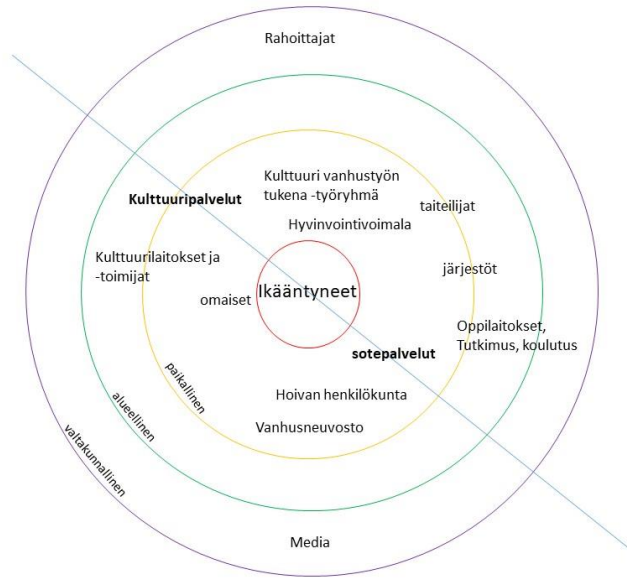 Rahoittajat
Kulttuuri vanhustyön
tukena -työryhmä
Kulttuuripalvelut
taiteilijat
Hyvinvointivoimala
Kulttuurilaitokset ja
-toimijat
järjestöt
Ikääntyneet
omaiset
Oppilaitokset,
Tutkimus, koulutus
sotepalvelut
paikallinen
Hoivan henkilökunta
alueellinen
Vanhusneuvosto
valtakunnallinen
Media